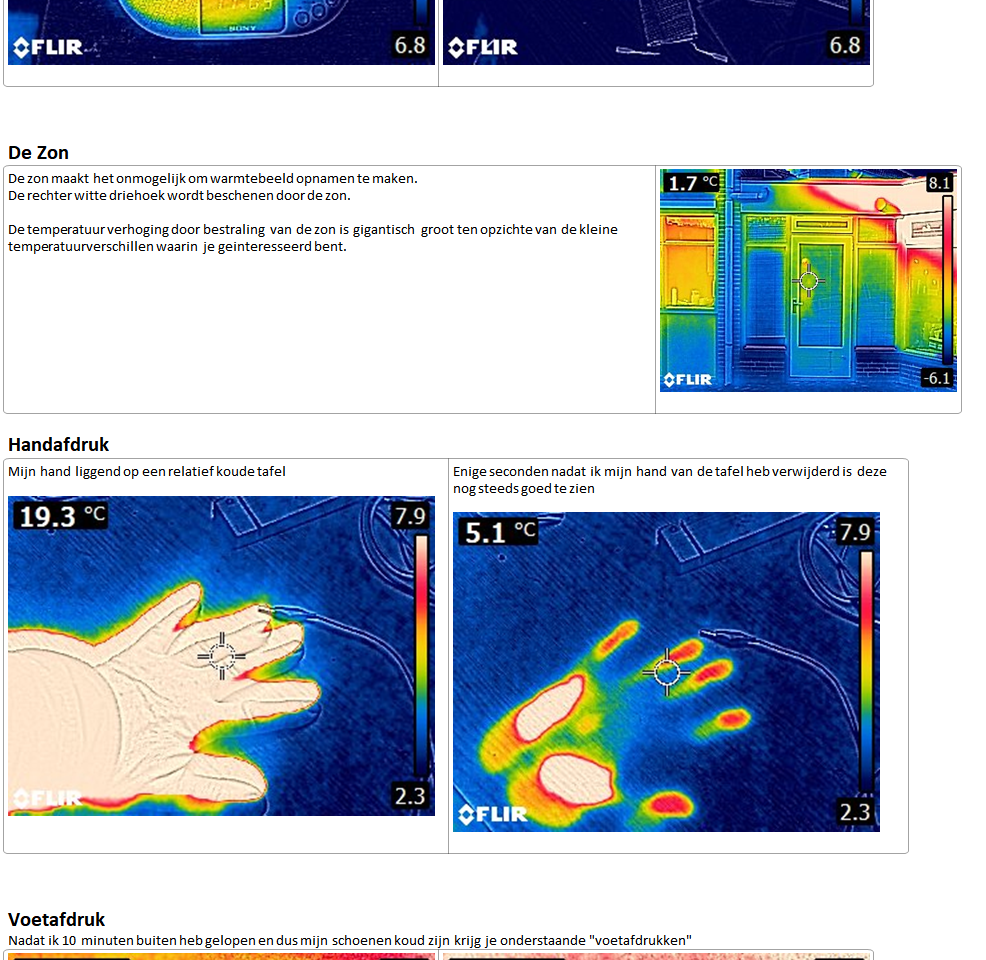 SONY
FLIR
6.8
FLIR
6.8
De Zon
De zon maakt het onmogelijk om warmtebeeld opnamen te maken.
De rechter witte driehoek wordt beschenen door de zon.
De temperatuur verhoging door bestraling van de zon is gigantisch groot ten opzichte van de kleine
temperatuurverschillen waarin je geinteresseerd bent.
1.7 °C
8.1
FLIR
-6.1
Handafdruk
Mijn hand liggend op een relatief koude tafel
19.3 °C
7.9
FLIR
2.3
Enige seconden nadat ik mijn hand van de tafel heb verwijderd is deze
nog steeds goed te zien
5.1 °C
7.9
FLIR
2.3
Voetafdruk
Nadat ik 10 minuten buiten heb gelopen en dus mijn schoenen koud zijn krijg je onderstaande "voetafdrukken"